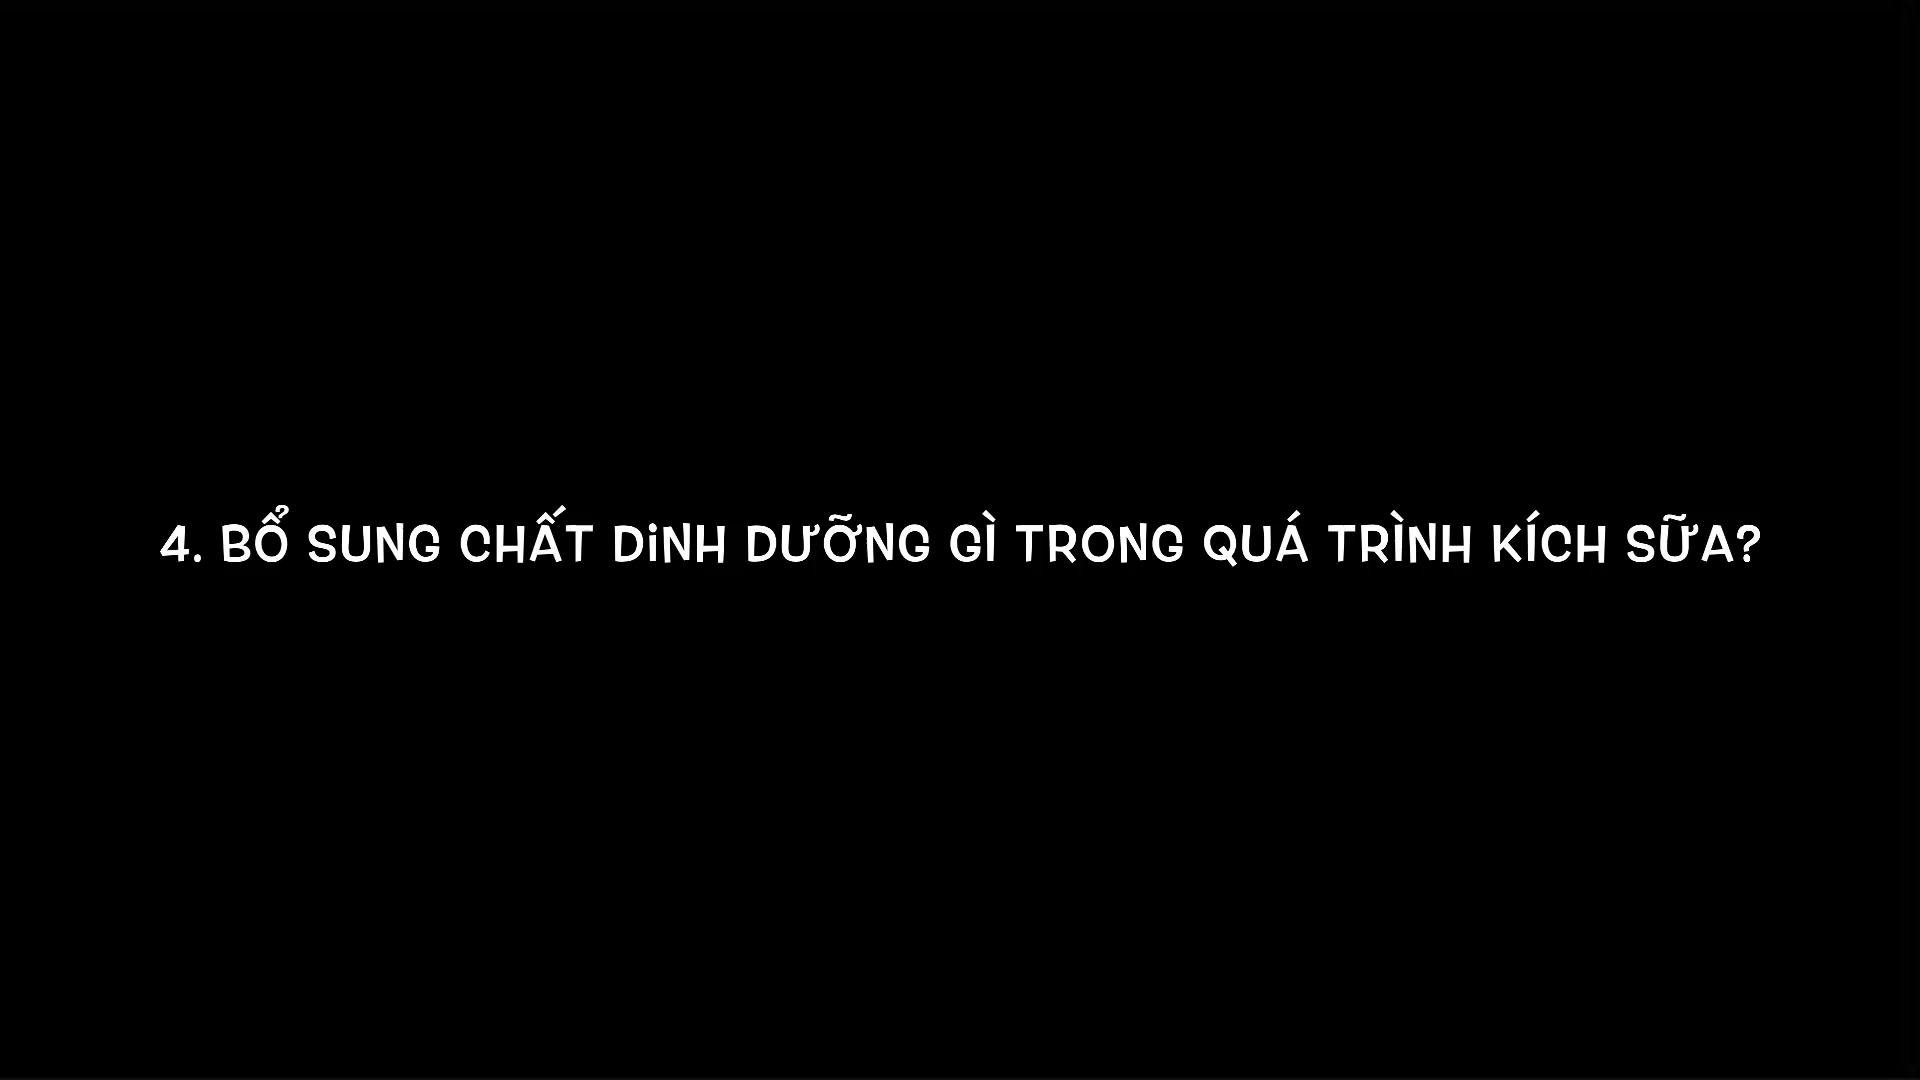 4. BỔ SUNG CHẤT DiNH DƯỠNG GÌ TRONG QUÁ TRÌNH KÍCH SỮA?